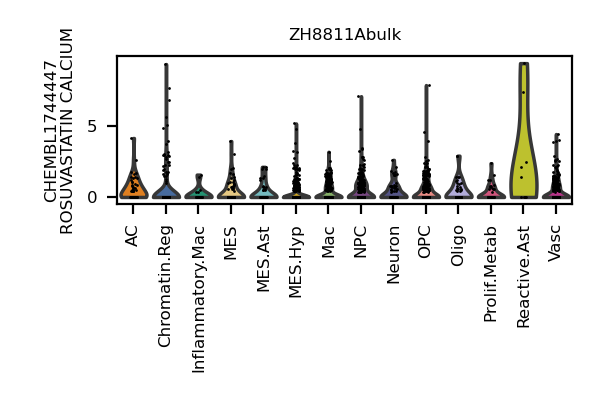 ZH8811Abulk
CHEMBL1744447
ROSUVASTATIN CALCIUM
5
0
AC
Chromatin.Reg
Inflammatory.Mac
MES
MES.Ast
MES.Hyp
Mac
NPC
Neuron
OPC
Oligo
Prolif.Metab
Reactive.Ast
Vasc